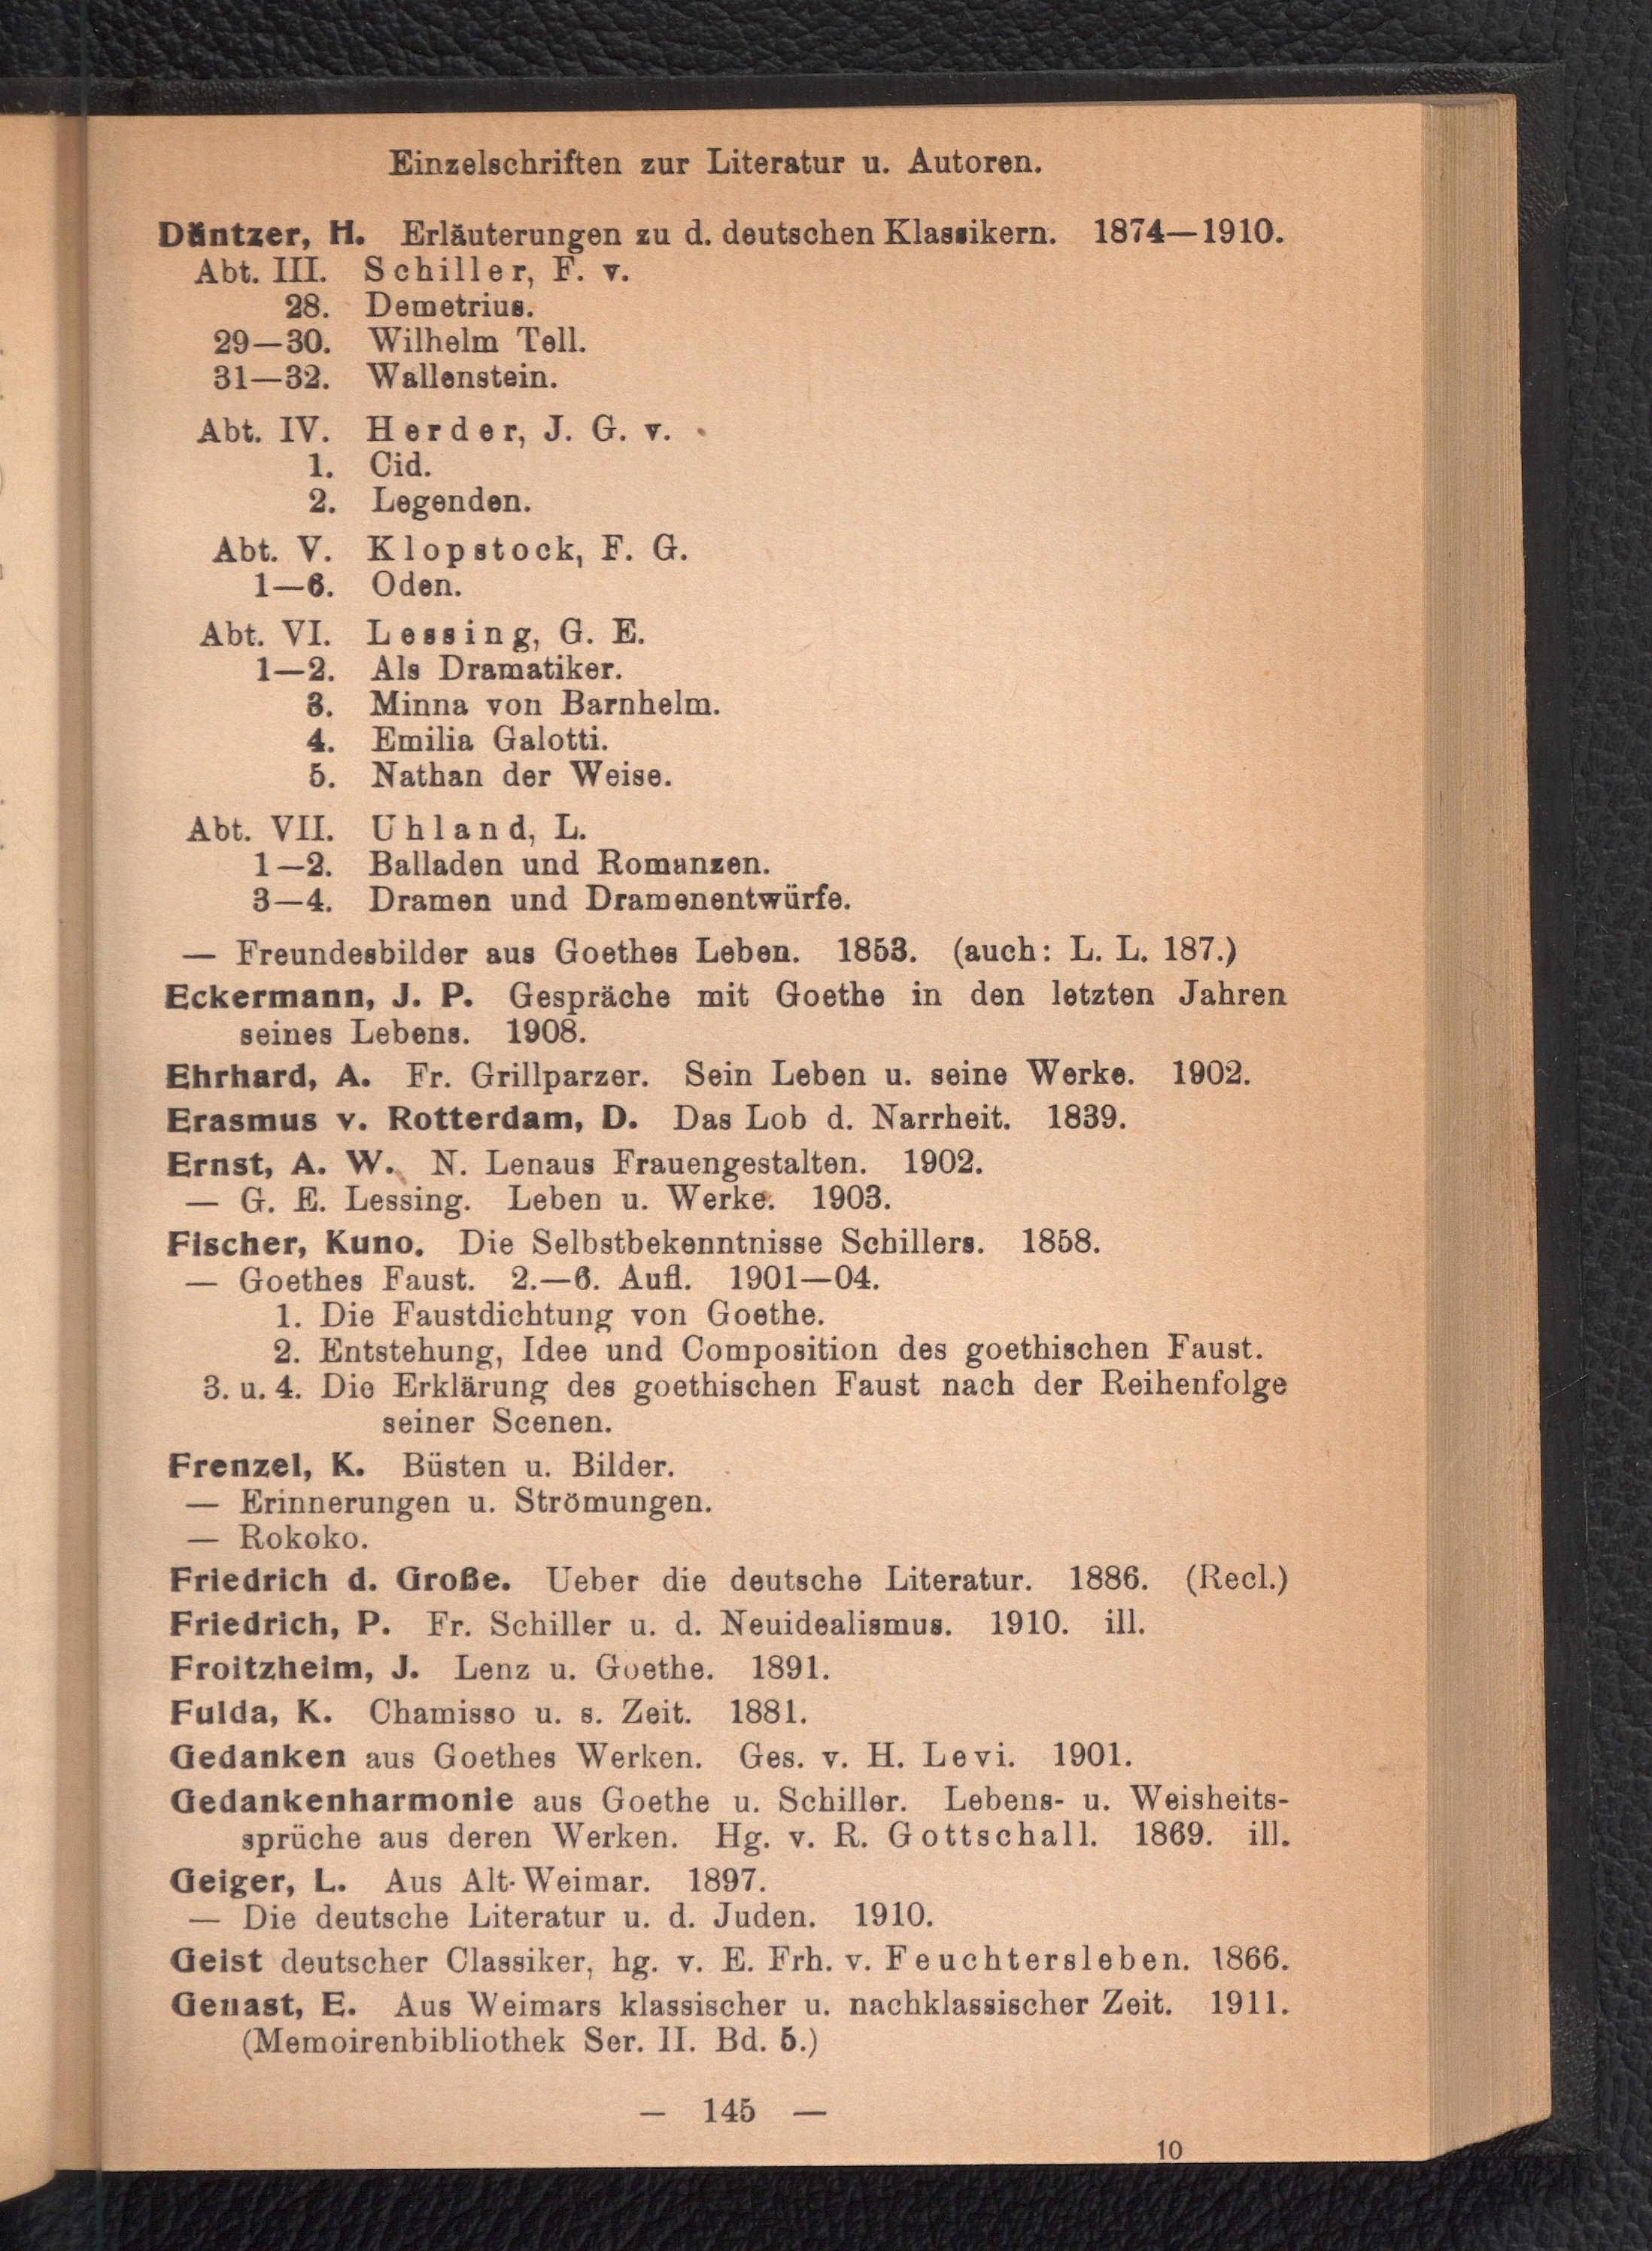 Einzelschriften zur Literatur u. Autoren.
Düntzer, H. Erläuterungen zu d. deutschen Klassikern. 1874—1910.
Abt. III. Schiller, F. v.
28. Demetrius.
29—30. Wilhelm Tell.
31—32. Wallenstein.
Abt. IV. Herder, J. G. v.
1. Cid.
2. Legenden.
Abt. V. Klopstock, F. G.
1—6. Oden.
Abt. VI. Lessing, G. E.
1—2. Als Dramatiker.
3. Minna von Barnhelm.
4. Emilia Galotti.
5. Nathan der Weise.
Abt. VII. Uhland, L.
1—2. Balladen und Romanzen.
3—4. Dramen und Dramenentwürfe.
— Freundesbilder aus Goethes Leben. 1853. (auch: L. L. 187.)
Eckermann, J. P. Gespräche mit Goethe in den letzten Jahren
seines Lebens. 1908.
Ehrhard, A. Fr. Grillparzer. Sein Leben u. seine Werke. 1902.
Erasmus v. Rotterdam, D. Das Lob d. Narrheit. 1839.
Ernst, A. W. N. Lenaus Frauengestalten. 1902.
— G. E. Lessing. Leben u. Werke. 1903.
Fischer, Kuno. Die Selbstbekenntnisse Schillers. 1858.
— Goethes Faust. 2.—6. Aufl. 1901—04.
1. Die Faustdichtung von Goethe.
2. Entstehung, Idee und Composition des goethischen Faust.
3. u. 4. Die Erklärung des goethischen Faust nach der Reihenfolge
seiner Scenen.
Frenzel, K. Büsten u. Bilder.
— Erinnerungen u. Strömungen.
— Rokoko.
Friedrich d. Große. Ueber die deutsche Literatur. 1886. (Recl.)
Friedrich, P. Fr. Schiller u. d. Neuidealismus. 1910. ill.
Froitzheim, J. Lenz u. Goethe. 1891.
Fulda, K. Chamisso u. s. Zeit. 1881.
Gedanken aus Goethes Werken. Ges. v. H. Levi. 1901.
Gedankenharmonie aus Goethe u. Schiller. Lebens- u. Weisheits-
sprüche aus deren Werken. Hg. v. R. Gottschall. 1869. ill.
Geiger, L. Aus Alt-Weimar. 1897.
— Die deutsche Literatur u. d. Juden. 1910.
Geist deutscher Classiker, hg. v. E. Frh. v. Feuchtersleben. 1866.
Genast, E. Aus Weimars klassischer u. nachklassischer Zeit. 1911.
(Memoirenbibliothek Ser. II. Bd. 5.)
— 145 —
10